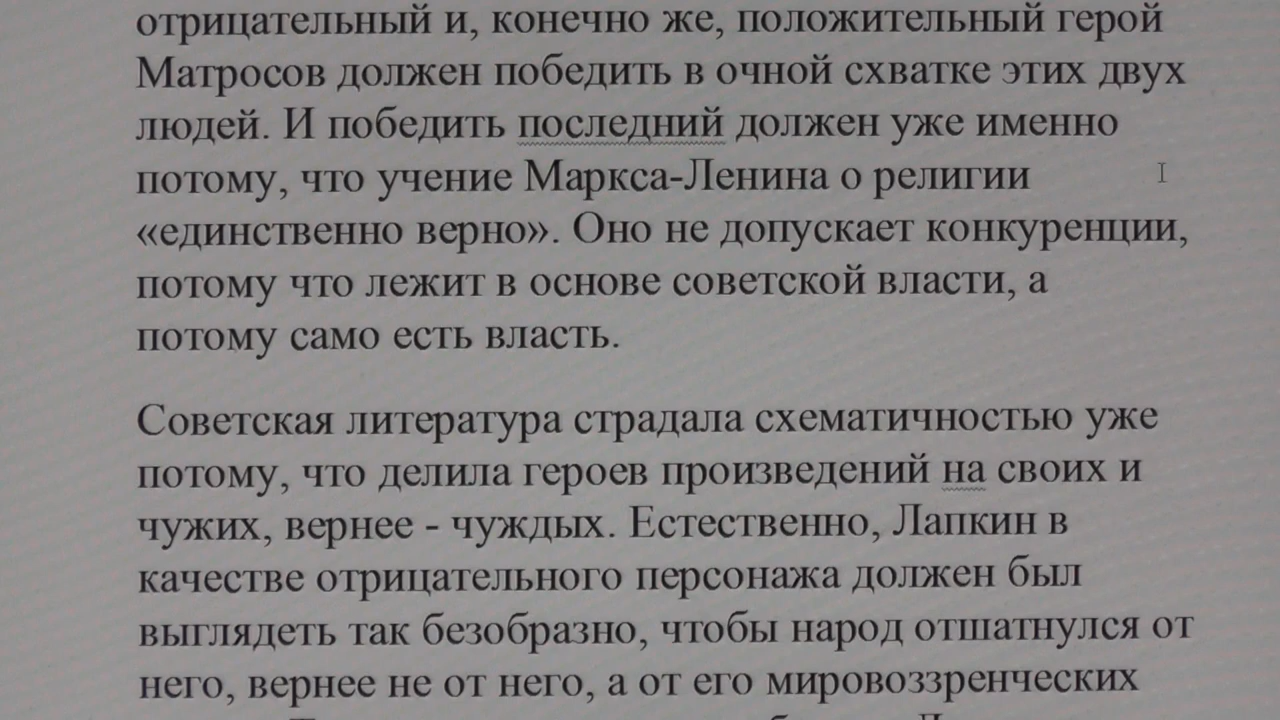 отрицательный и, конечно же, положительный герой
Матросов должен победить в очной схватке этих двух
людей. И победить последний должен уже именно
потому, что учение Маркса-Ленина о религии
«единственно верно». Оно не допускает конкуренции,
потому что лежит в основе советской власти, а
потому само есть власть.
Советская литература страдала схематичностью уже
потому, что делила героев произведений на своих и
чужих, вернее - чуждых. Естественно, Лапкин в
качестве отрицательного персонажа должен был
выглядеть так безобразно, чтобы народ отшатнулся от
него, вернее не от него, а от его мировоззренческих